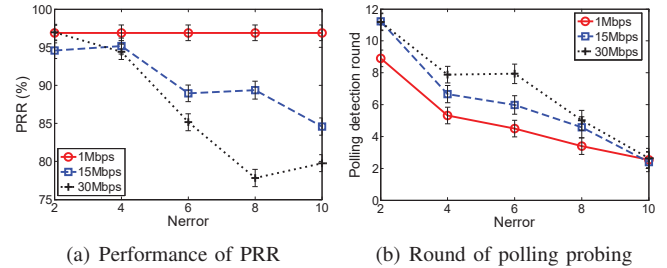 100
95
90
85
80
75
PRR (%)
1Mbps
15Mbps
30Mbps
2 4 6 8 10
Nerror
(a) Performance of PRR
12
10
8
6
4
2
0
Polling detection round
1Mbps
15Mbps
30Mbps
2 4 6 8 10
Nerror
(b) Round of polling probing